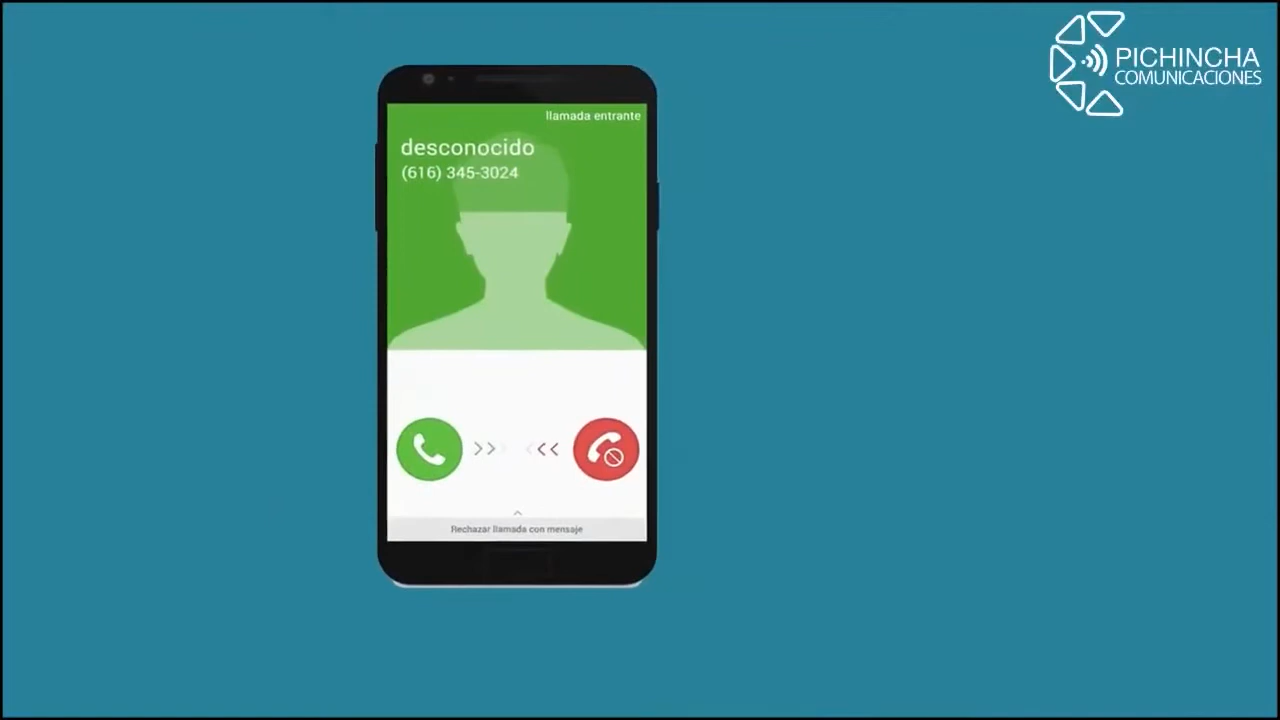 PICHINCHA
COMUNICACIONES
llamada entrante
desconocido
(616) 345-3024
Rechazar llamada con mensaje